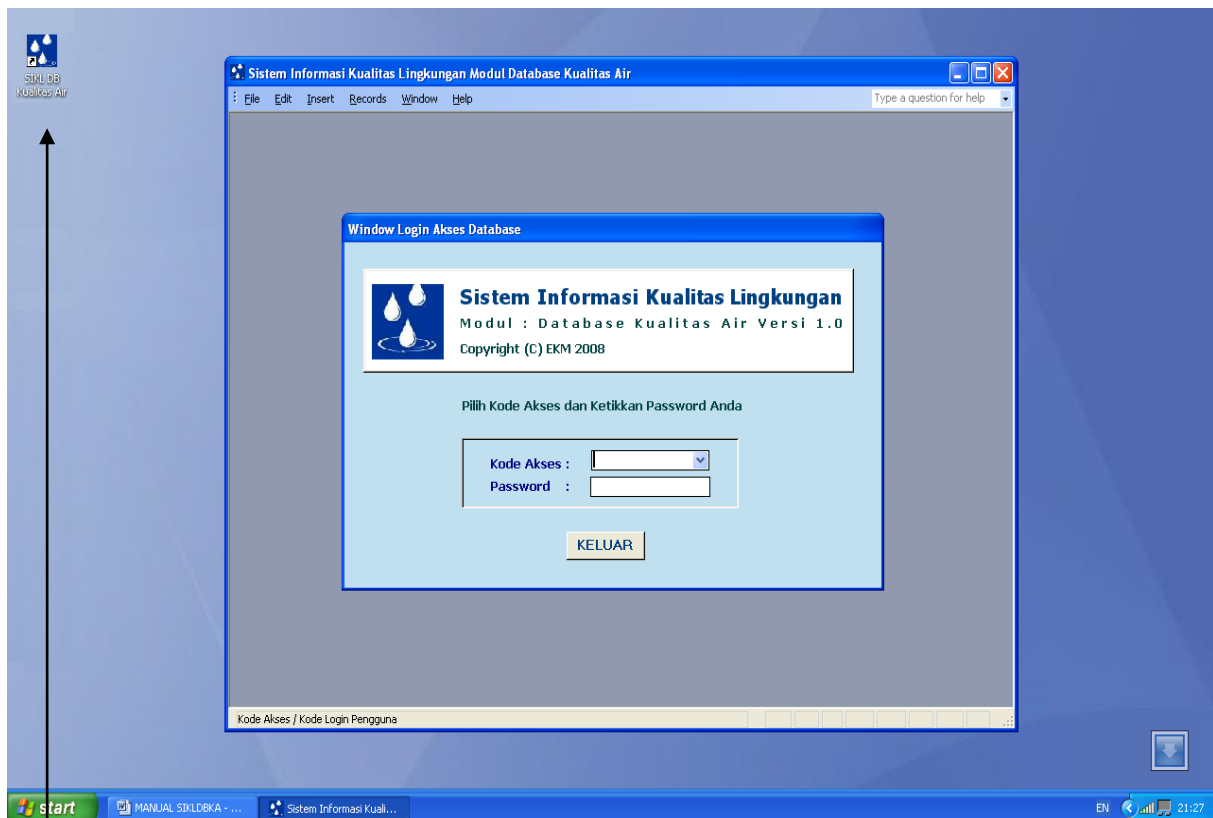 SIKL DB
Kualitas Air
Sistem Informasi Kualitas Lingkungan Modul Database Kualitas Air
File Edit Insert Records Window Help
Type a question for help
Window Login Akses Database
Sistem Informasi Kualitas Lingkungan
Modul : Database Kualitas Air Versi 1.0
Copyright (C) EKM 2008
Pilih Kode Akses dan Ketikkan Password Anda
Kode Akses :
Password :
KELUAR
Kode Akses / Kode Login Pengguna
start
MANUAL SIKLDBKA - ...
Sistem Informasi Kuali...
EN
21:27